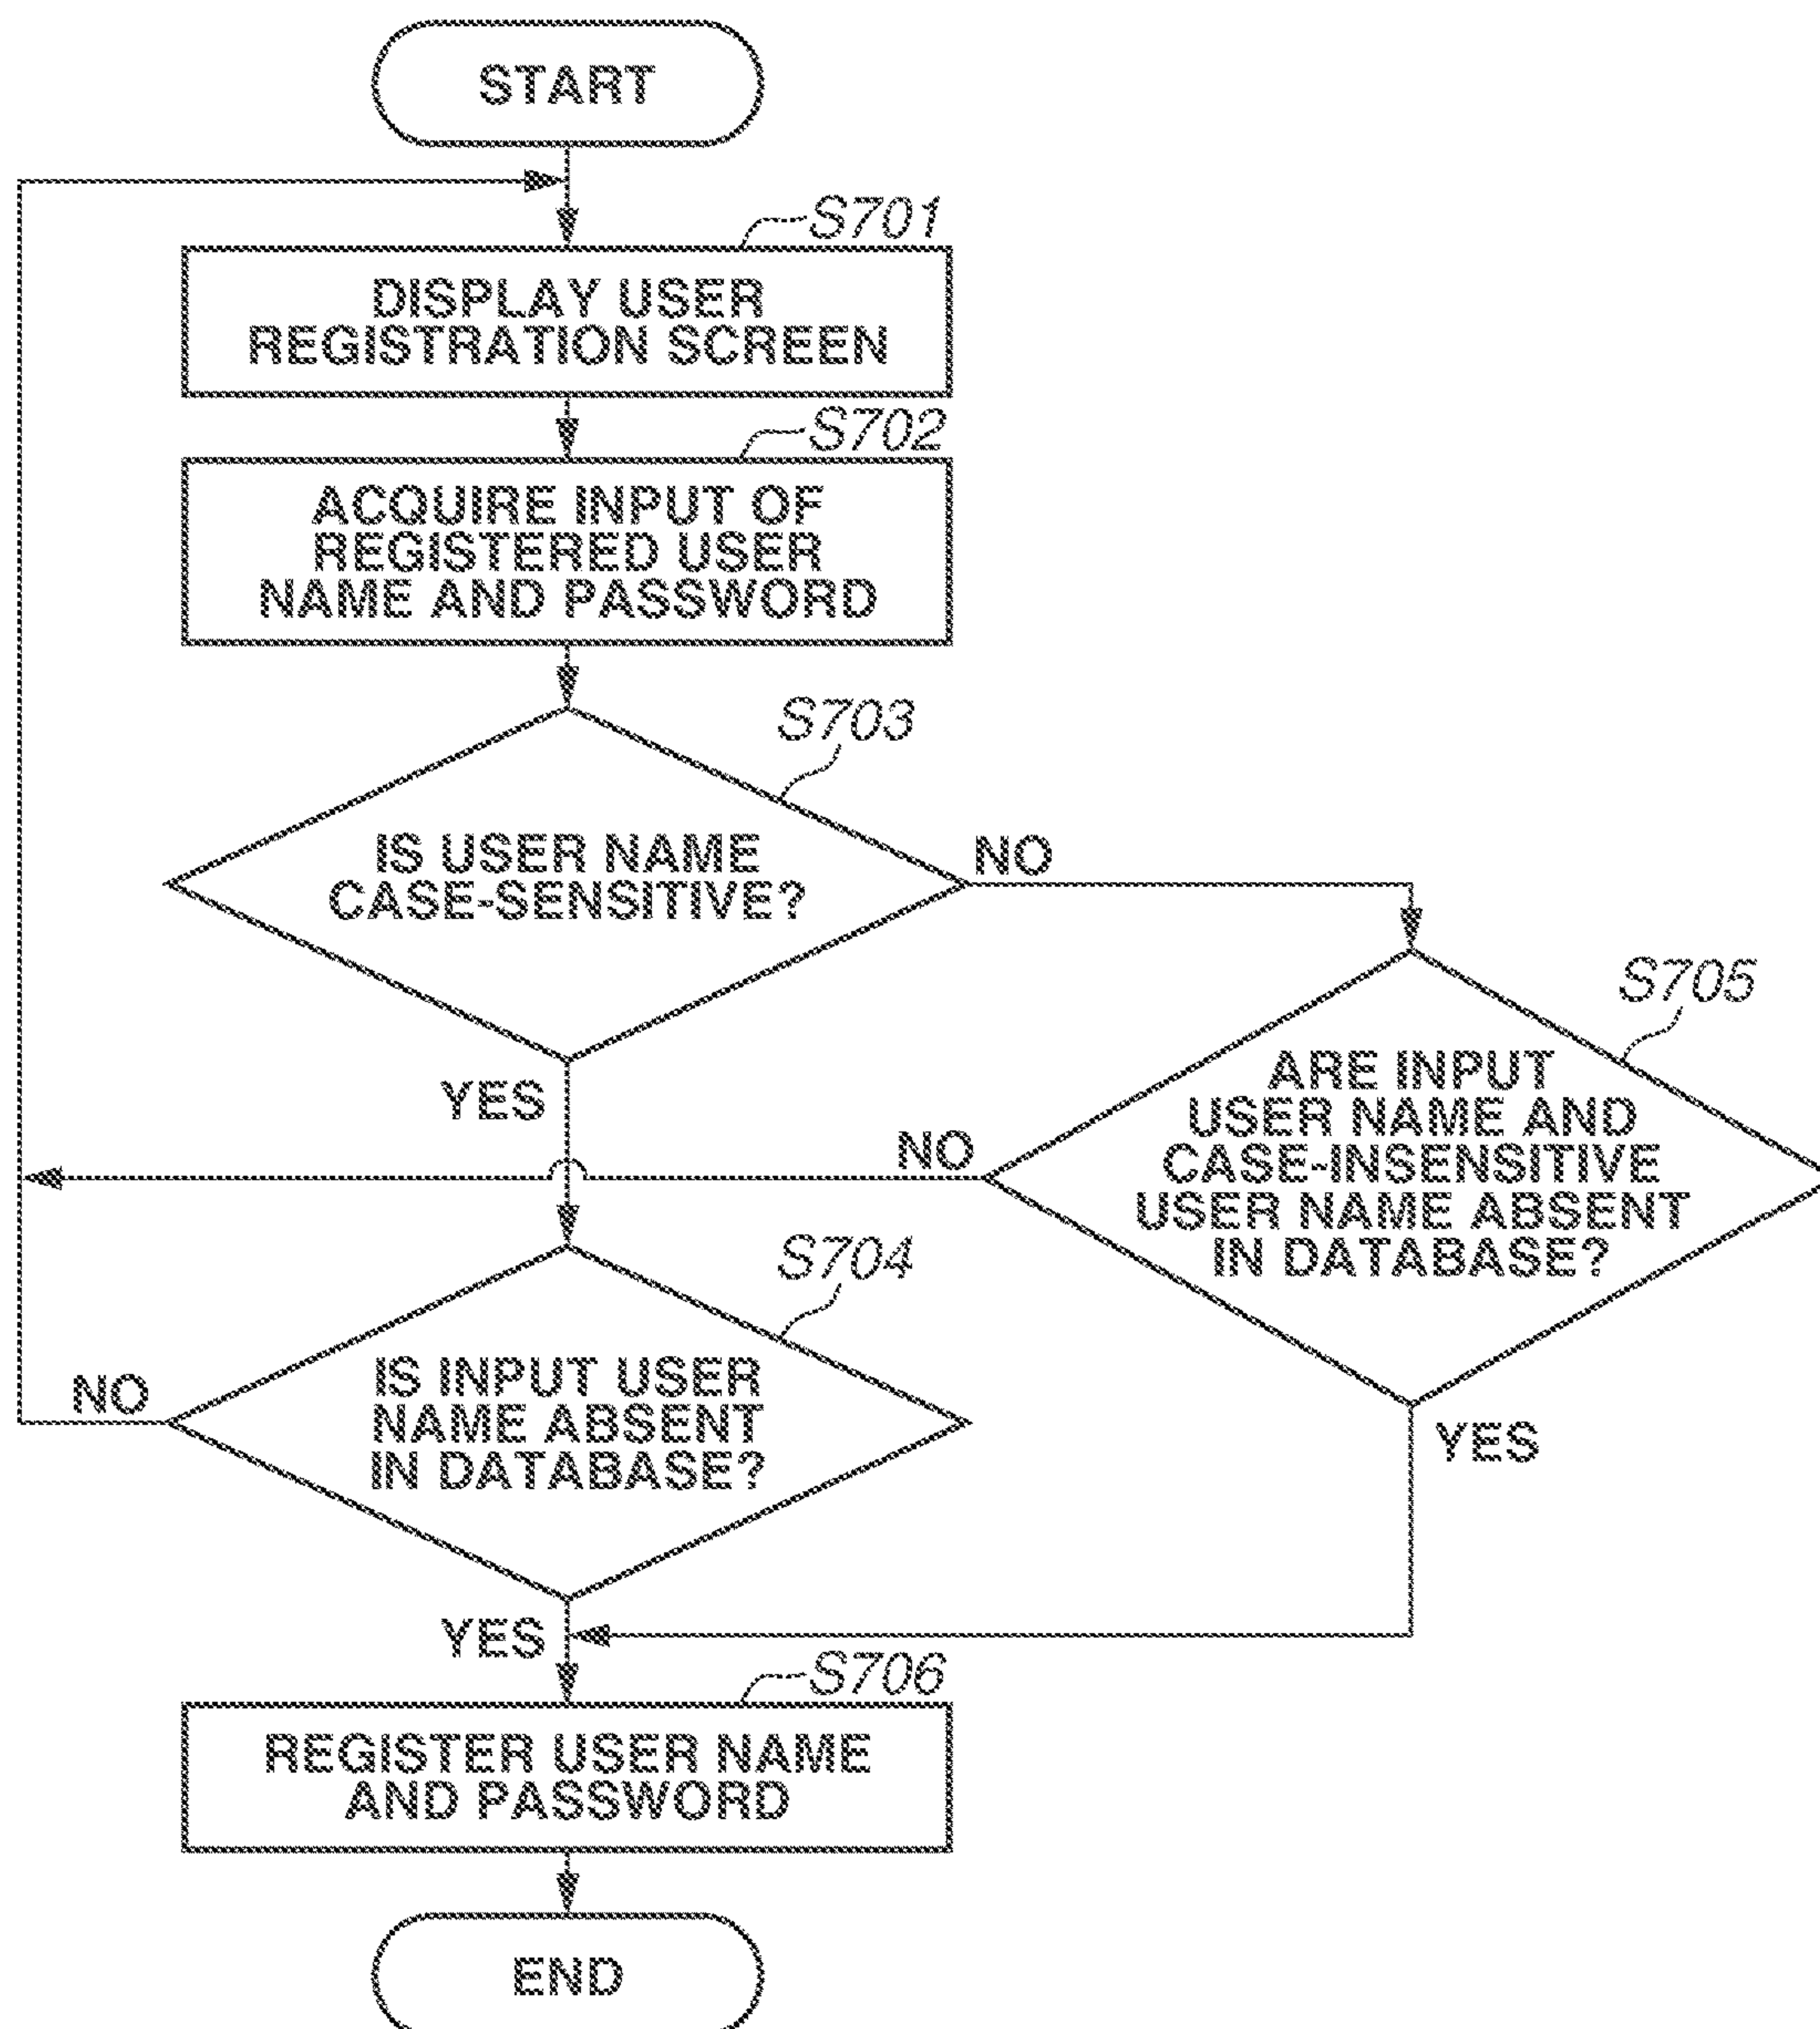 START
S701
DISPLAY USER
REGISTRATION SCREEN
S702
ACQUIRE INPUT OF
REGISTERED USER
NAME AND PASSWORD
S703
IS USER NAME
CASE-SENSITIVE?
NO
YES
S705
ARE INPUT
USER NAME AND
CASE-INSENSITIVE
USER NAME ABSENT
IN DATABASE?
NO
YES
S704
IS INPUT USER
NAME ABSENT
IN DATABASE?
NO
YES
S706
REGISTER USER NAME
AND PASSWORD
END